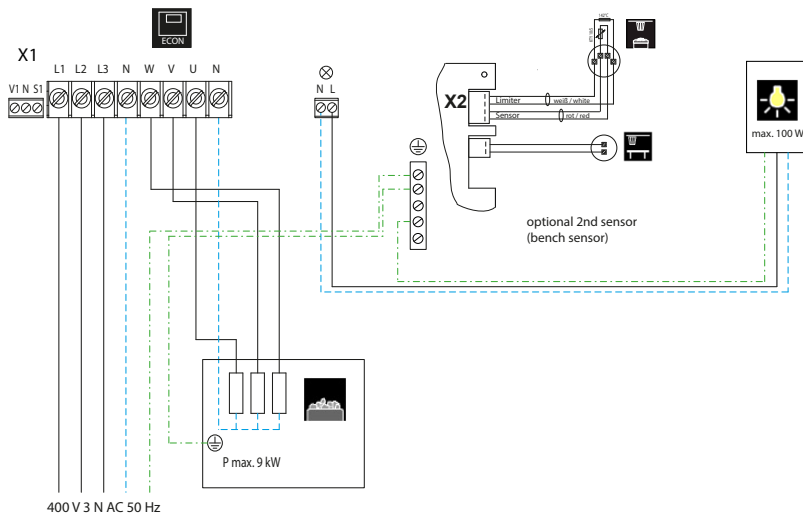 ECON
X1
L1 L2 L3 N W V U N
V1 N S1
N L
X2
Limiter weiß / white
Sensor rot / red
140°C
max. 100 W
optional 2nd sensor
(bench sensor)
P max. 9 kW
400 V 3 N AC 50 Hz